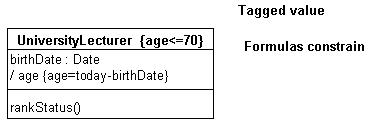 Tagged value
UniversityLecturer {age<=70}
Formulas constrain
birthDate : Date
/ age {age=today-birthDate}
rankStatus()